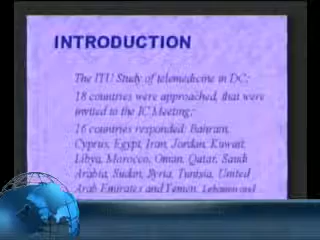 INTRODUCTION
The ITU Study of telemedicine in DC;
18 countries were approached, that were
invited to the IC Meeting;
16 countries responded: Bahrain,
Cyprus, Egypt, Iran, Jordan, Kuwait,
Libya, Morocco, Oman, Qatar, Saudi
Arabia, Sudan, Syria, Tunisia, United
Arab Emirates and Yemen. Lebanon and